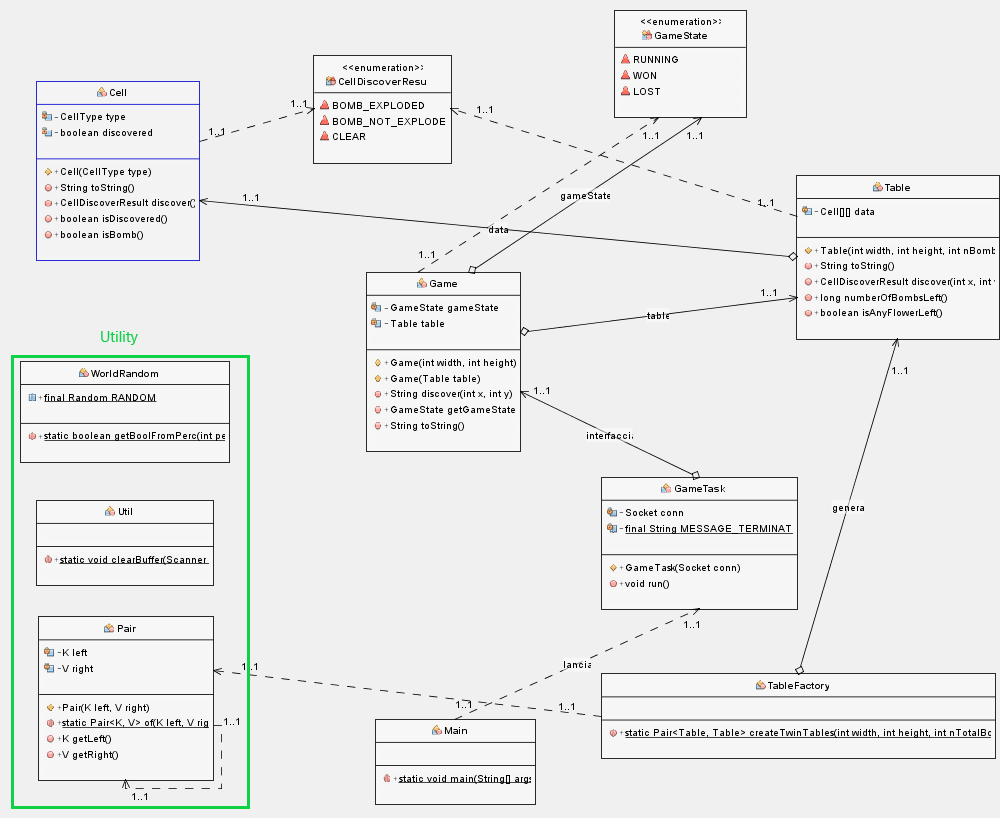 <<enumeration>>
GameState
RUNNING
WON
LOST
<<enumeration>>
CellDiscoverResu
BOMB_EXPLODED
BOMB_NOT_EXPLODE
CLEAR
Cell
- CellType type
- boolean discovered
+ Cell(CellType type)
+ String toString()
+ CellDiscoverResult discover(
+ boolean isDiscovered()
+ boolean isBomb()
1..1
1..1
1..1
1..1
1..1
1..1
1..1
gameState
data
1..1
Table
- Cell[][] data
+ Table(int width, int height, int nBomb
+ String toString()
+ CellDiscoverResult discover(int x, int
+ long numberOfBombsLeft()
+ boolean isAnyFlowerLeft()
Game
- GameState gameState
- Table table
+ Game(int width, int height)
+ Game(Table table)
+ String discover(int x, int y)
+ GameState getGameState
+ String toString()
1..1
table
1..1
1..1
interfaccia
genera
Utility
WorldRandom
+ final Random RANDOM
+ static boolean getBoolFromPerc(int pe
Util
+ static void clearBuffer(Scanner
Pair
- K left
- V right
+ Pair(K left, V right)
+ static Pair<K, V> of(K left, V rig
+ K getLeft()
+ V getRight()
1..1
1..1
1..1
GameTask
- Socket conn
- final String MESSAGE_TERMINAT
+ GameTask(Socket conn)
+ void run()
1..1
lancia
1..1
1..1
Main
+ static void main(String[] args
TableFactory
+ static Pair<Table, Table> createTwinTables(int width, int height, int nTotalBo